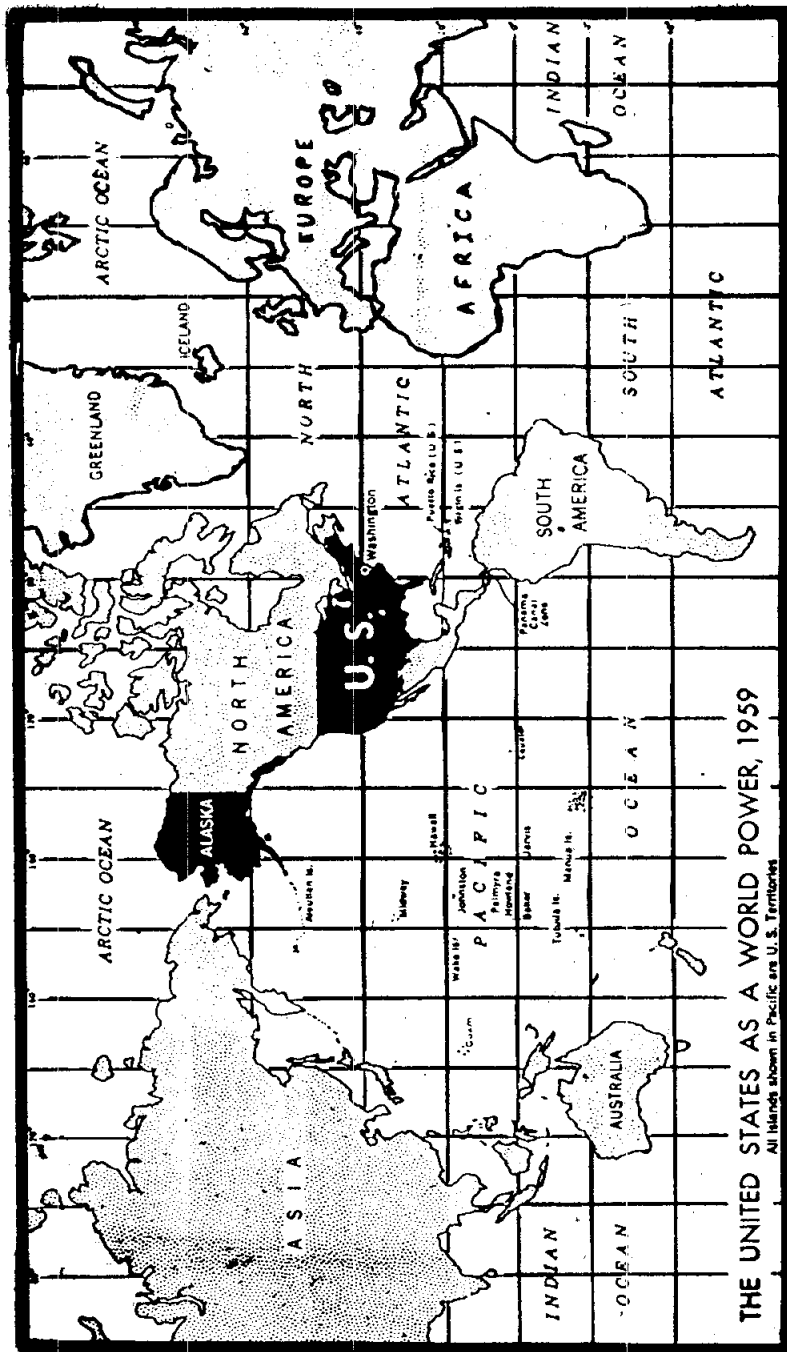 ARCTIC OCEAN
ARCTIC OCEAN
GREENLAND
ICELAND
ALASKA
NORTH
AMERICA
EUROPE
ASIA
NORTH
ATLANTIC
U. S.
Washington
Aleutian Is.
Midway
Hawaii
Puerto Rico (U S)
Virgin Is. (U S)
AFRICA
Guam
Wake Is.
Johnston
Palmyra
Howland
PACIFIC
Baker
Jarvis
Tutuila Is.
Manua Is.
Panama
Canal
Zone
SOUTH
AMERICA
INDIAN
OCEAN
AUSTRALIA
OCEAN
SOUTH
ATLANTIC
INDIAN
OCEAN
THE UNITED STATES AS A WORLD POWER, 1959
All islands shown in Pacific are U. S. Territories